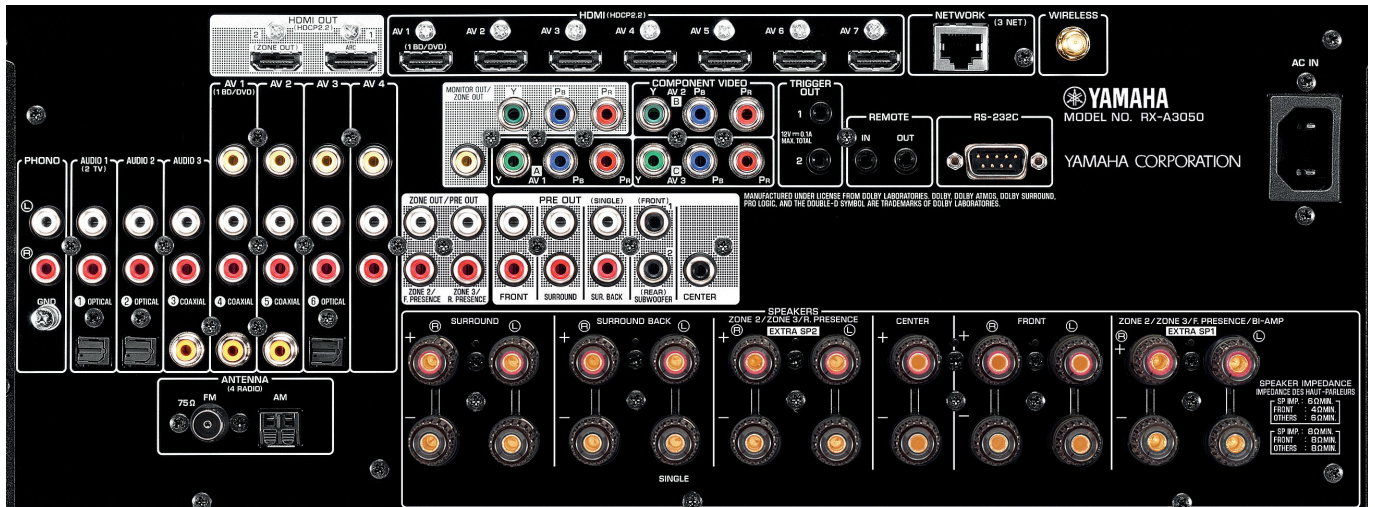 HDMI OUT
(HDCP2.2)
2
1
(ZONE OUT)
ARC
HDMI (HDCP2.2)
AV 1
(1 BD/DVD)
AV 2
AV 3
AV 4
AV 5
AV 6
AV 7
NETWORK
(3 NET)
WIRELESS
AC IN
AV 1
(1 BD/DVD)
AV 2
AV 3
AV 4
MONITOR OUT/
ZONE OUT
Y
PB
PR
COMPONENT VIDEO
Y
AV 2
PB
PR
B
A
Y
AV 1
PB
PR
C
Y
AV 3
PB
PR
TRIGGER
OUT
1
12V⎓0.1A
MAX. TOTAL
2
REMOTE
IN
OUT
RS-232C
YAMAHA
MODEL NO. RX-A3050
YAMAHA CORPORATION
MANUFACTURED UNDER LICENSE FROM DOLBY LABORATORIES. DOLBY, DOLBY ATMOS, DOLBY SURROUND,
PRO LOGIC, AND THE DOUBLE-D SYMBOL ARE TRADEMARKS OF DOLBY LABORATORIES.
PHONO
AUDIO 1
(2 TV)
AUDIO 2
AUDIO 3
L
R
GND
1 OPTICAL
2 OPTICAL
3 COAXIAL
4 COAXIAL
5 COAXIAL
6 OPTICAL
ZONE OUT/PRE OUT
ZONE 2/
F. PRESENCE
ZONE 3/
R. PRESENCE
PRE OUT
(SINGLE)
(FRONT)
1
2
FRONT
SURROUND
SUR. BACK
(REAR)
SUBWOOFER
CENTER
ANTENNA
(4 RADIO)
75Ω
FM
AM
SPEAKERS
R
SURROUND
L
+
−
R
SURROUND BACK
L
+
−
SINGLE
ZONE 2/ZONE 3/R. PRESENCE
R
EXTRA SP2
L
+
−
CENTER
+
−
R
FRONT
L
+
−
ZONE 2/ZONE 3/F. PRESENCE/BI-AMP
R
EXTRA SP1
L
+
−
SPEAKER IMPEDANCE
IMPEDANCE DES HAUT-PARLEURS
SP IMP. : 6ΩMIN.
FRONT : 4ΩMIN.
OTHERS : 6ΩMIN.
SP IMP. : 8ΩMIN.
FRONT : 8ΩMIN.
OTHERS : 8ΩMIN.